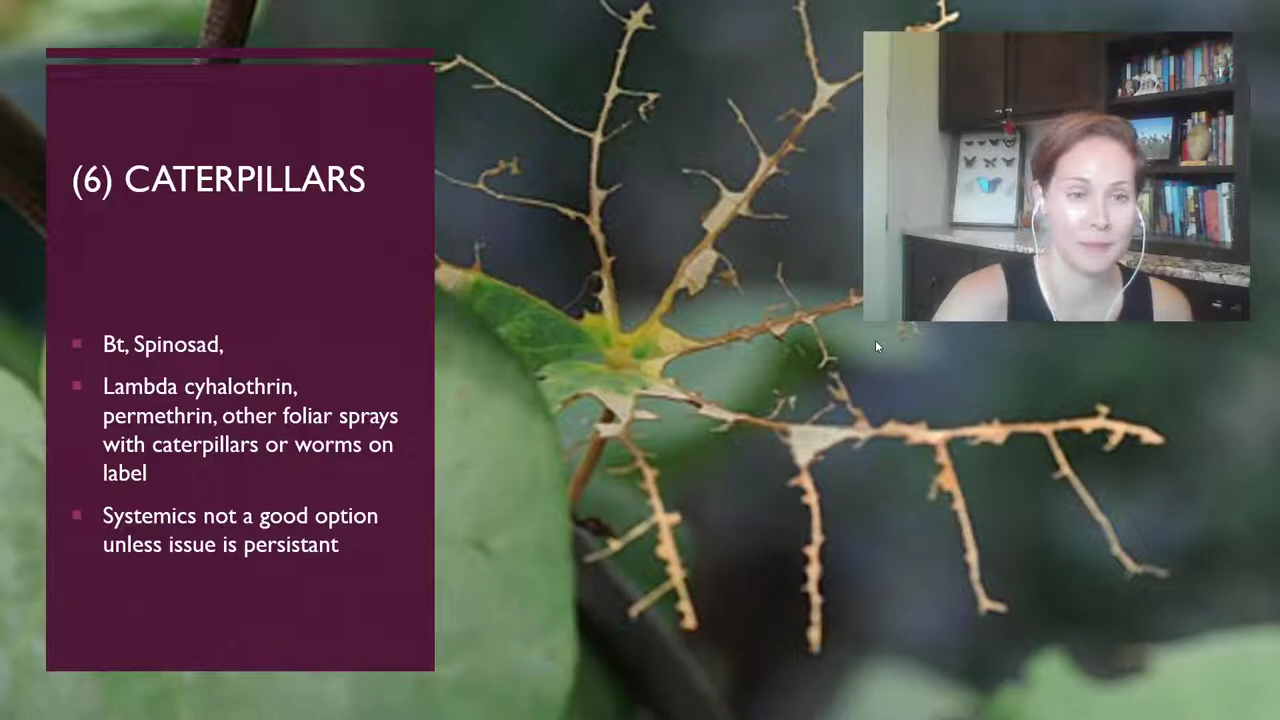 (6) CATERPILLARS
Bt, Spinosad,
Lambda cyhalothrin,
permethrin, other foliar sprays
with caterpillars or worms on
label
Systemics not a good option
unless issue is persistant